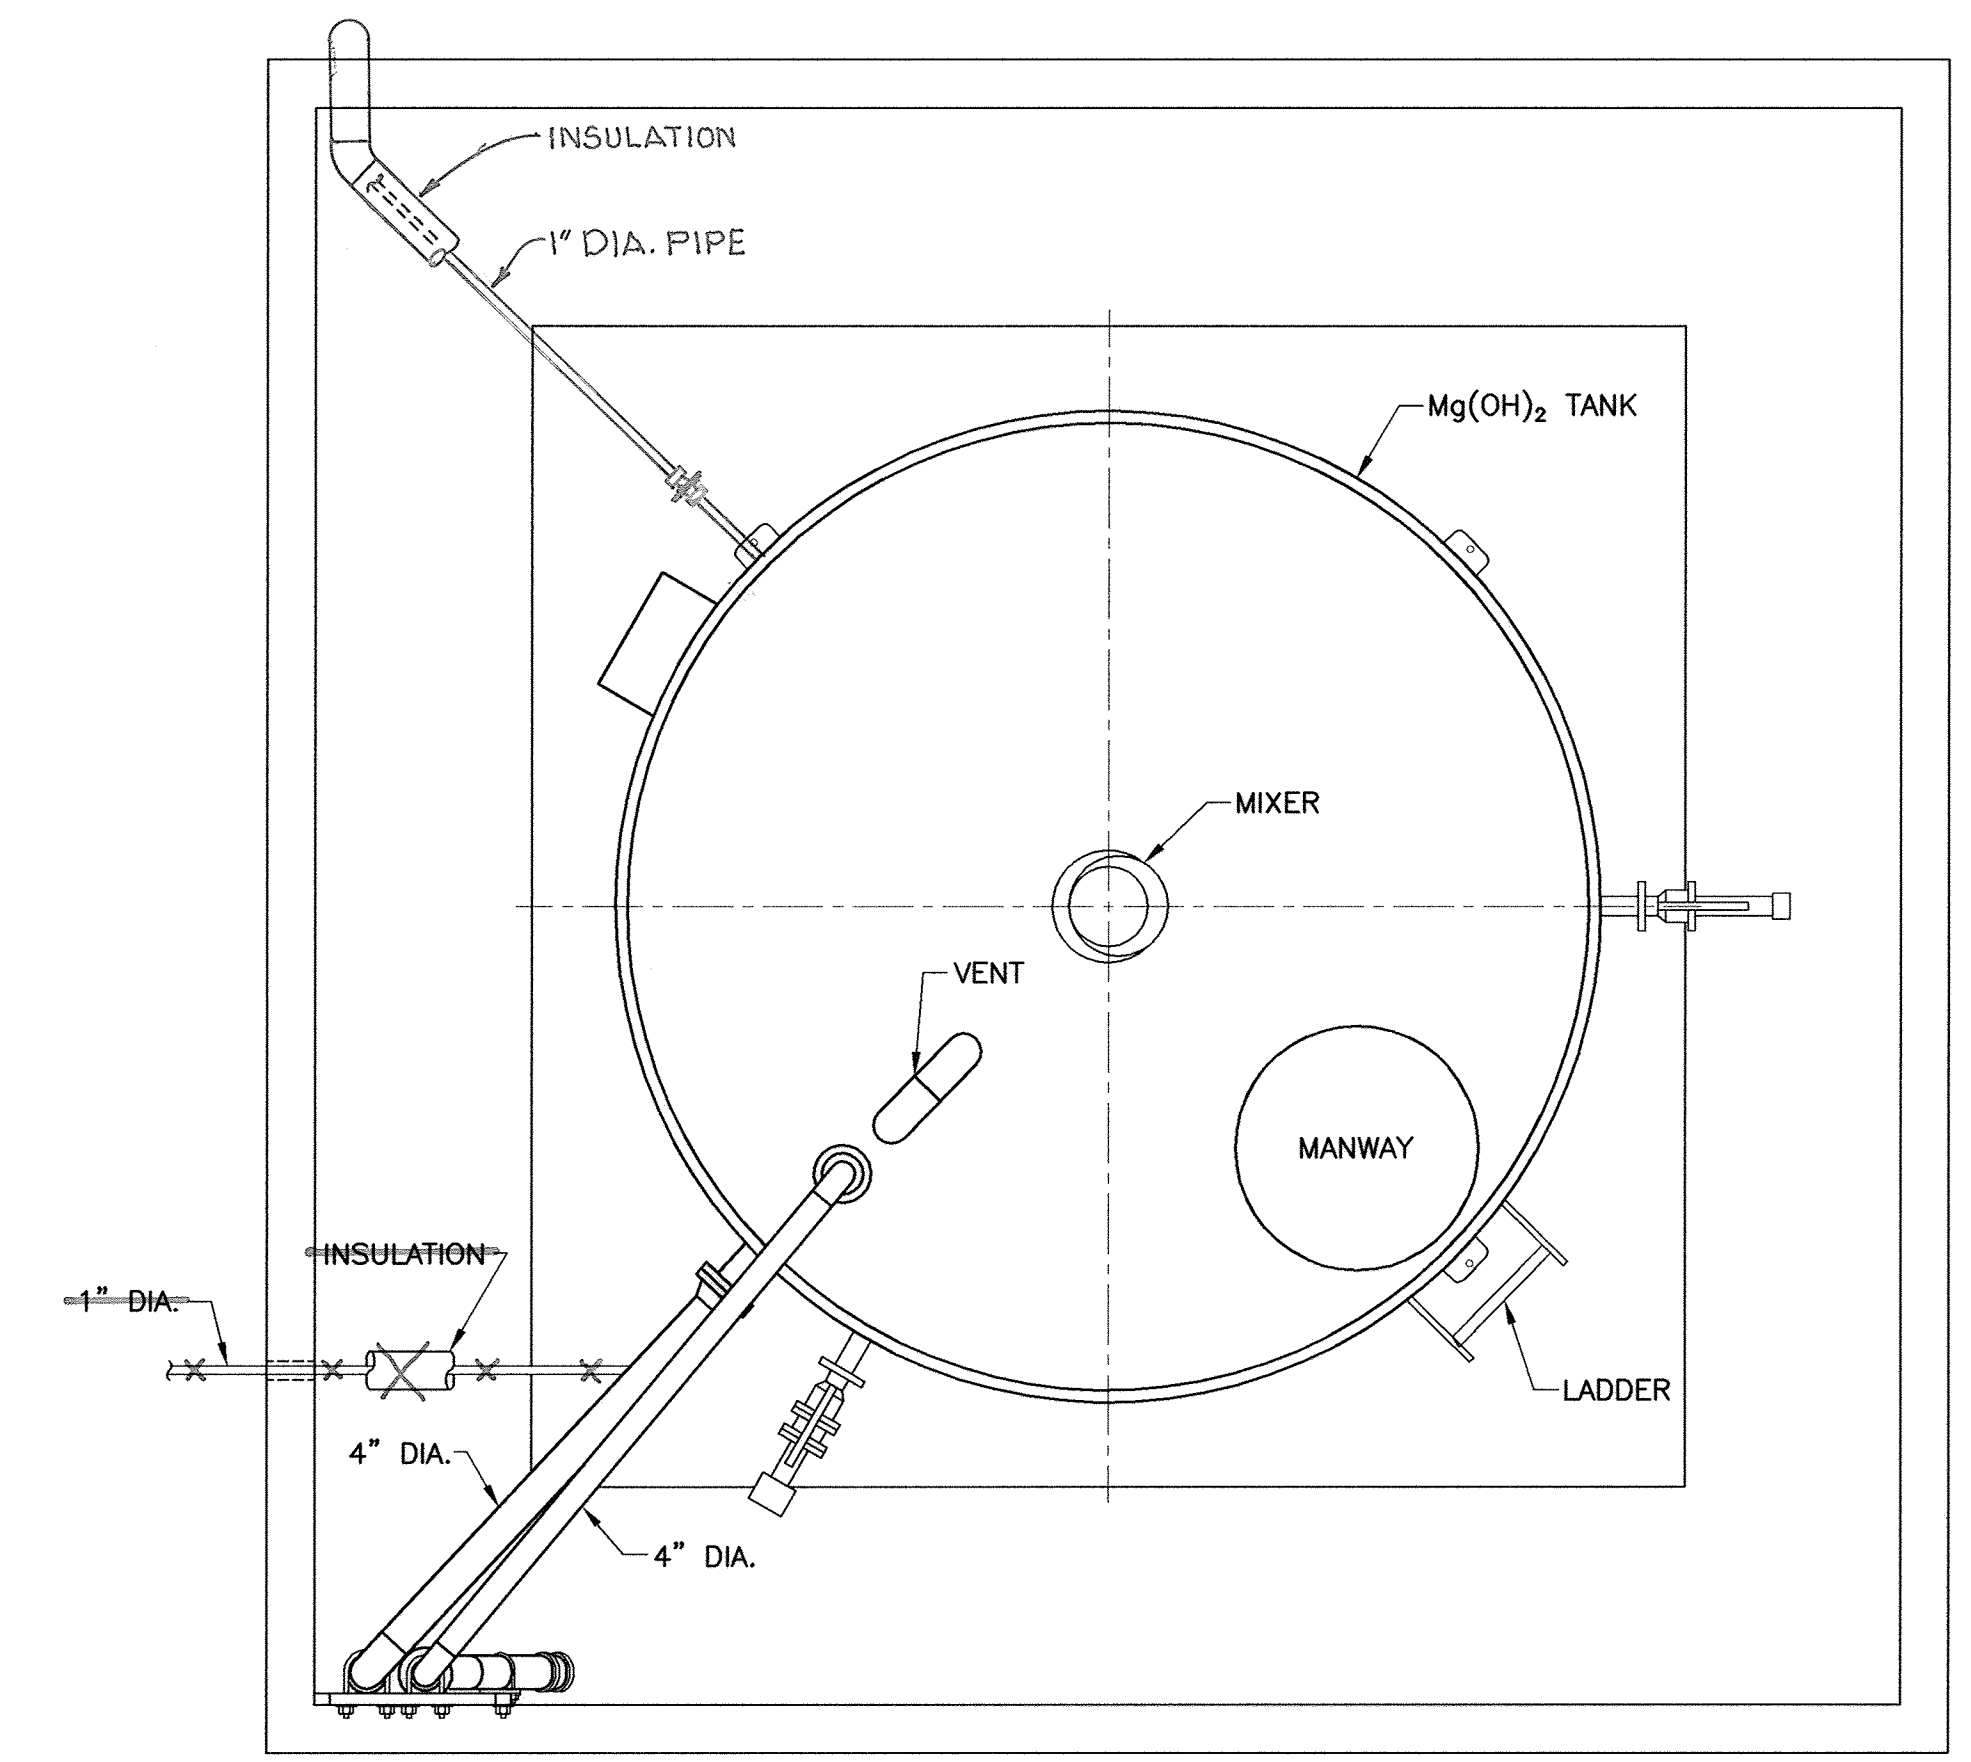 INSULATION
1" DIA. PIPE
Mg(OH)₂ TANK
MIXER
VENT
MANWAY
INSULATION
1" DIA.
LADDER
4" DIA.
4" DIA.